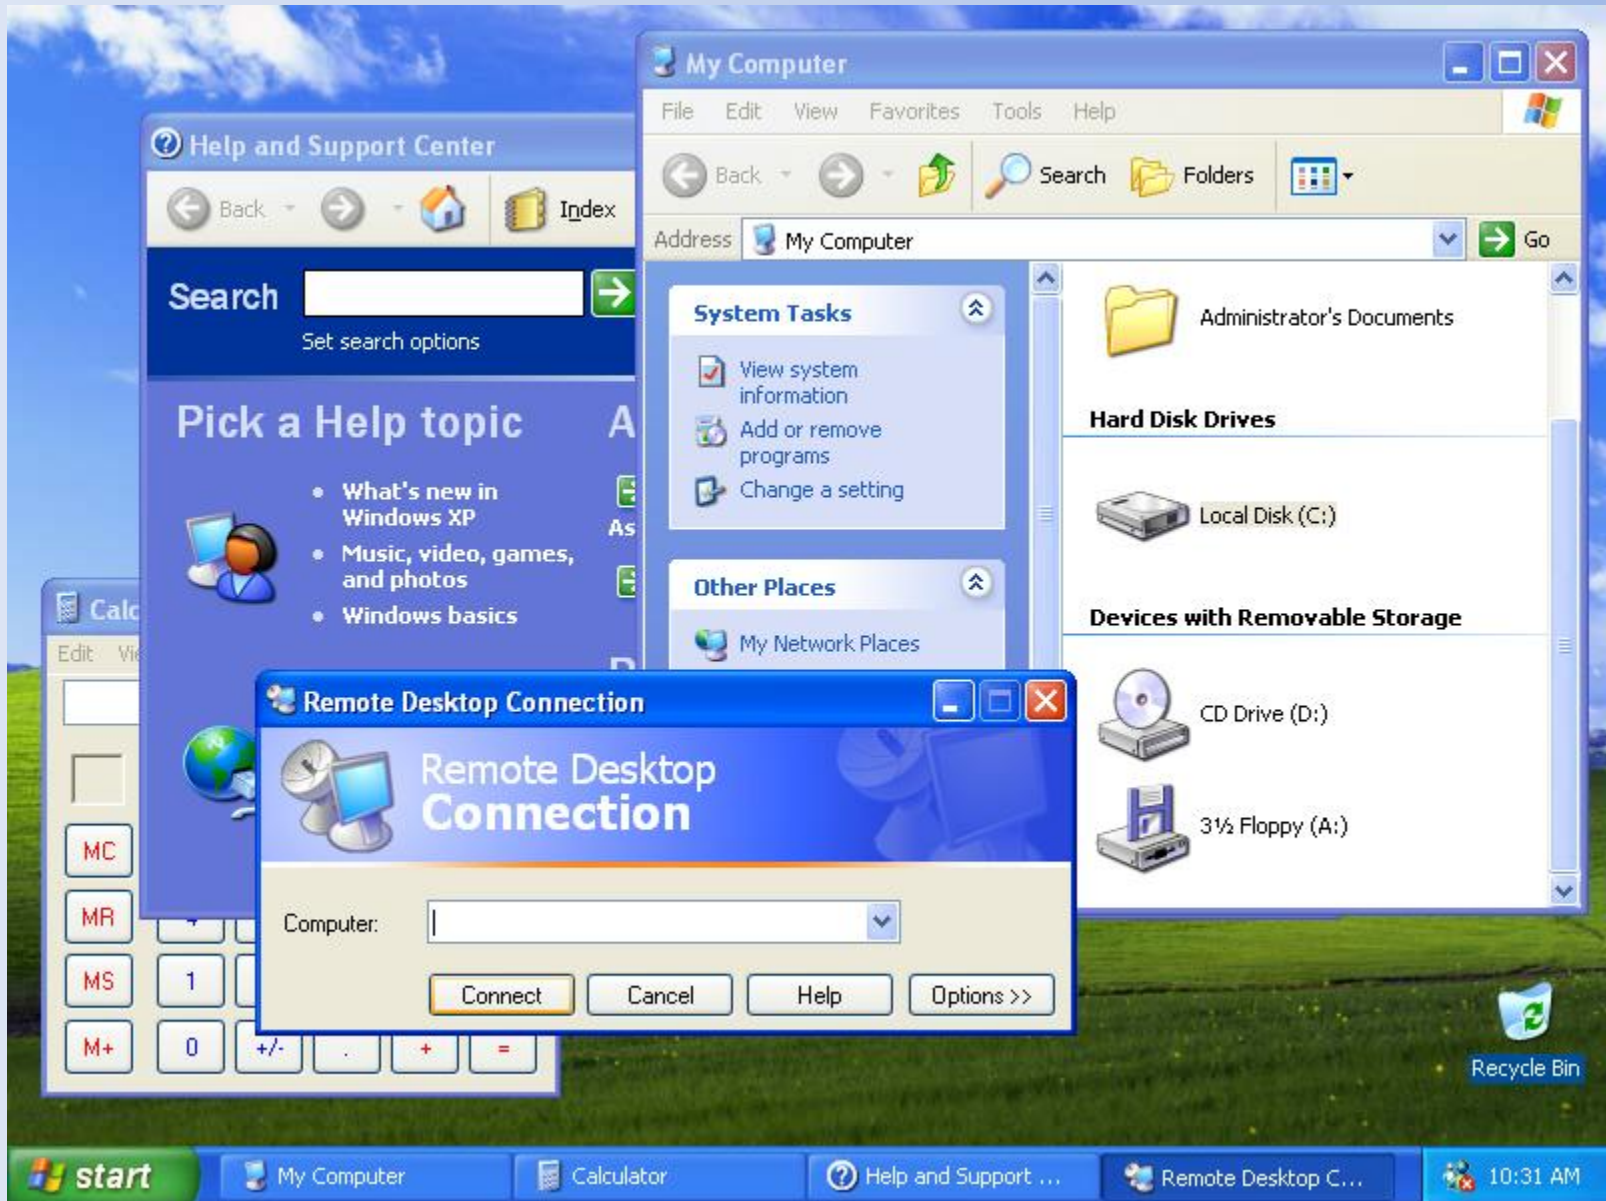 My Computer
File Edit View Favorites Tools Help
Back Search Folders
Address My Computer Go
System Tasks
View system
information
Add or remove
programs
Change a setting
Other Places
My Network Places
Administrator's Documents
Hard Disk Drives
Local Disk (C:)
Devices with Removable Storage
CD Drive (D:)
3½ Floppy (A:)
Help and Support Center
Back Index
Search
Set search options
Pick a Help topic
What's new in
Windows XP
Music, video, games,
and photos
Windows basics
A
As
Calc
Edit Vie
MC
MR
MS 1
M+ 0 +/- . + =
Remote Desktop Connection
Remote Desktop
Connection
Computer:
Connect Cancel Help Options >>
Recycle Bin
start My Computer Calculator Help and Support ... Remote Desktop C... 10:31 AM